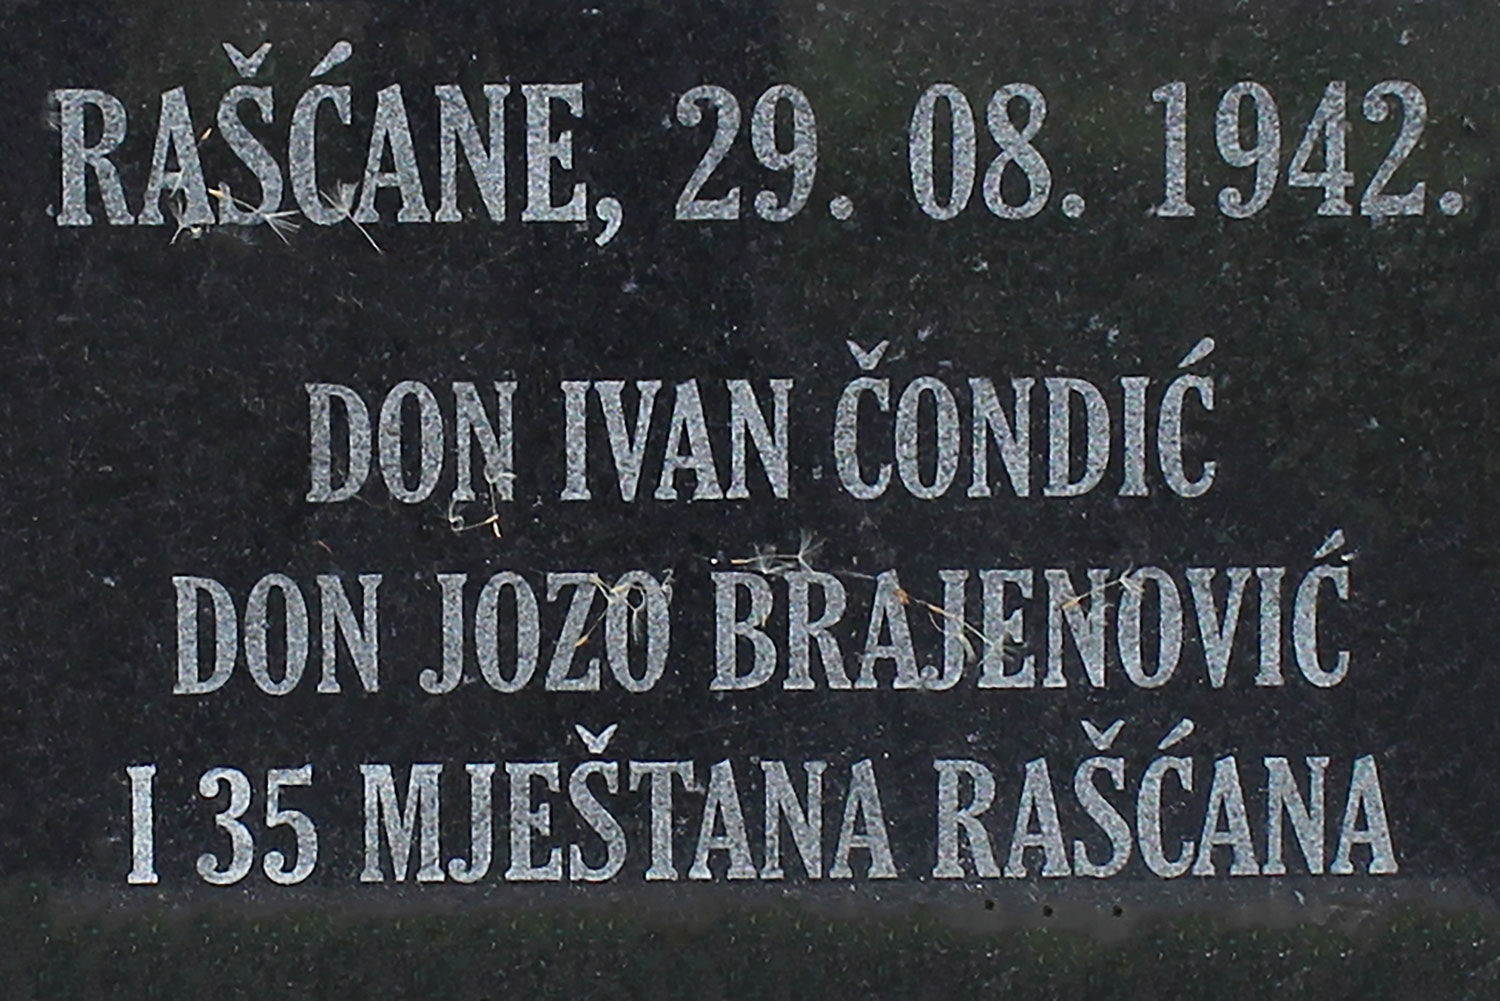 RAŠĆANE, 29. 08. 1942.
DON IVAN ČONDIĆ
DON JOZO BRAJENOVIĆ
I 35 MJEŠTANA RAŠĆANA